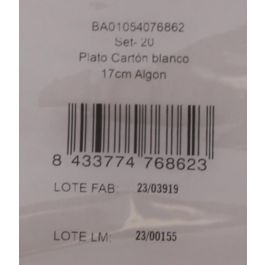 BA01054076862
Set- 20
Plato Cartón blanco
17cm Algon
8 433774 768623
LOTE FAB: 23/03919
LOTE LM: 23/00155